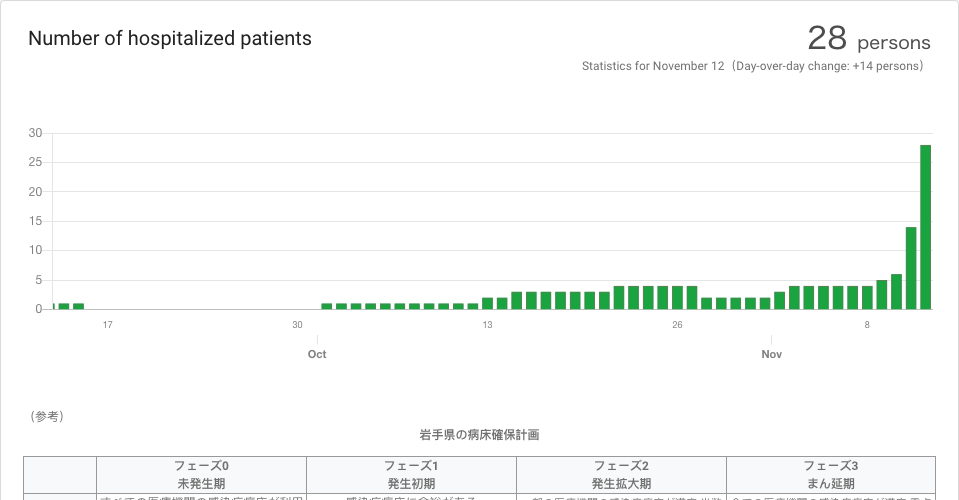 Number of hospitalized patients
28 persons
Statistics for November 12（Day-over-day change: +14 persons）
30
25
20
15
10
5
0
17 30 13 26 8
Oct Nov
（参考）
岩手県の病床確保計画
フェーズ0 フェーズ1 フェーズ2 フェーズ3
未発生期 発生初期 発生拡大期 まん延期